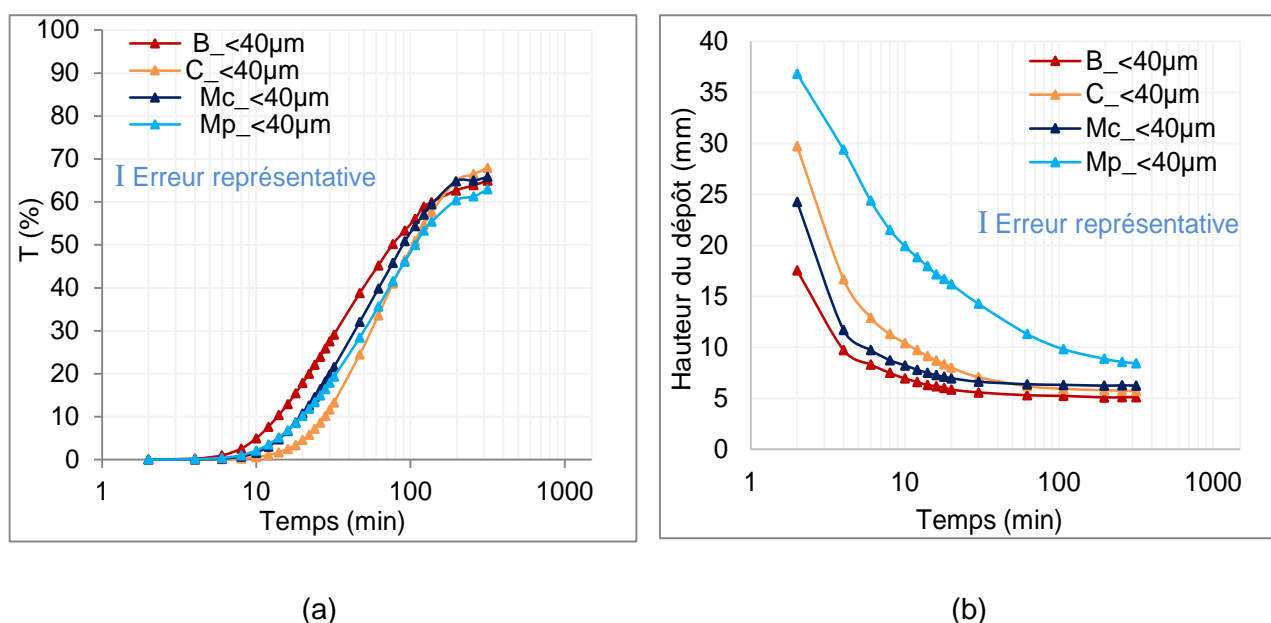 B_<40µm
C_<40µm
Mc_<40µm
Mp_<40µm
I Erreur représentative
100
90
80
70
60
50
40
30
20
10
0
T (%)
1 10 100 1000
Temps (min)
(a)
B_<40µm
C_<40µm
Mc_<40µm
Mp_<40µm
I Erreur représentative
40
35
30
25
20
15
10
5
0
Hauteur du dépôt (mm)
1 10 100 1000
Temps (min)
(b)